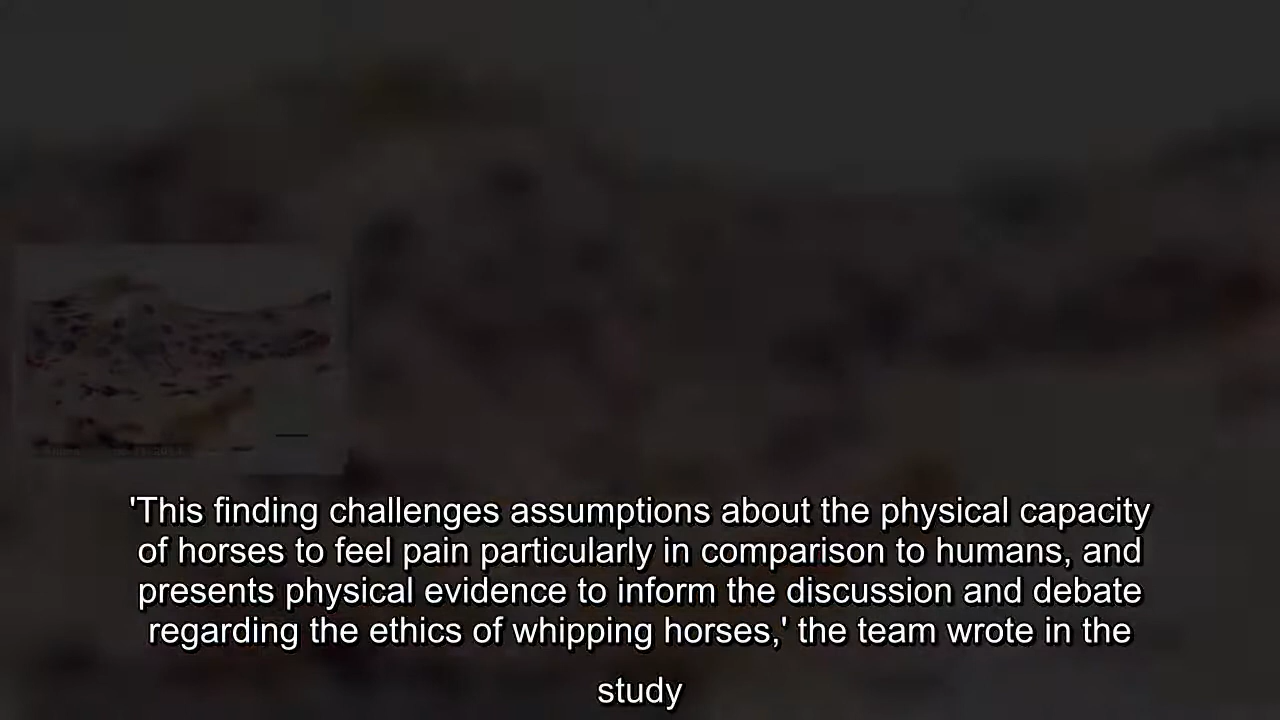 'This finding challenges assumptions about the physical capacity
of horses to feel pain particularly in comparison to humans, and
presents physical evidence to inform the discussion and debate
regarding the ethics of whipping horses,' the team wrote in the
study